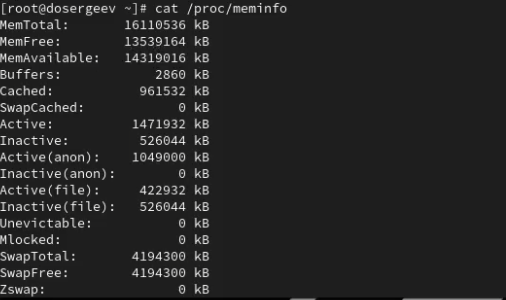 [root@dosergeev ~]# cat /proc/meminfo
MemTotal:       16110536 kB
MemFree:        13539164 kB
MemAvailable:   14319016 kB
Buffers:            2860 kB
Cached:           961532 kB
SwapCached:            0 kB
Active:          1471932 kB
Inactive:         526044 kB
Active(anon):    1049000 kB
Inactive(anon):        0 kB
Active(file):     422932 kB
Inactive(file):   526044 kB
Unevictable:           0 kB
Mlocked:               0 kB
SwapTotal:       4194300 kB
SwapFree:        4194300 kB
Zswap:                 0 kB